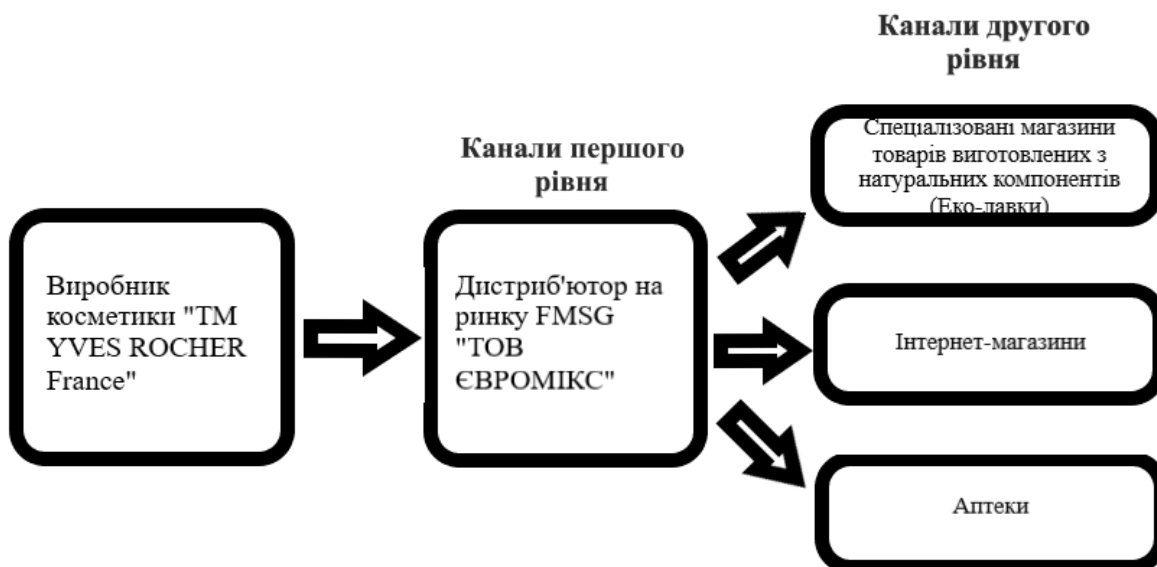 Канали другого
рівня
Спеціалізовані магазини
товарів виготовлених з
натуральних компонентів
(Еко-лавки)
Канали першого
рівня
Виробник
косметики "ТМ
YVES ROCHER
France"
Дистриб'ютор на
ринку FMSG
"ТОВ
ЄВРОМІКС"
Інтернет-магазини
Аптеки